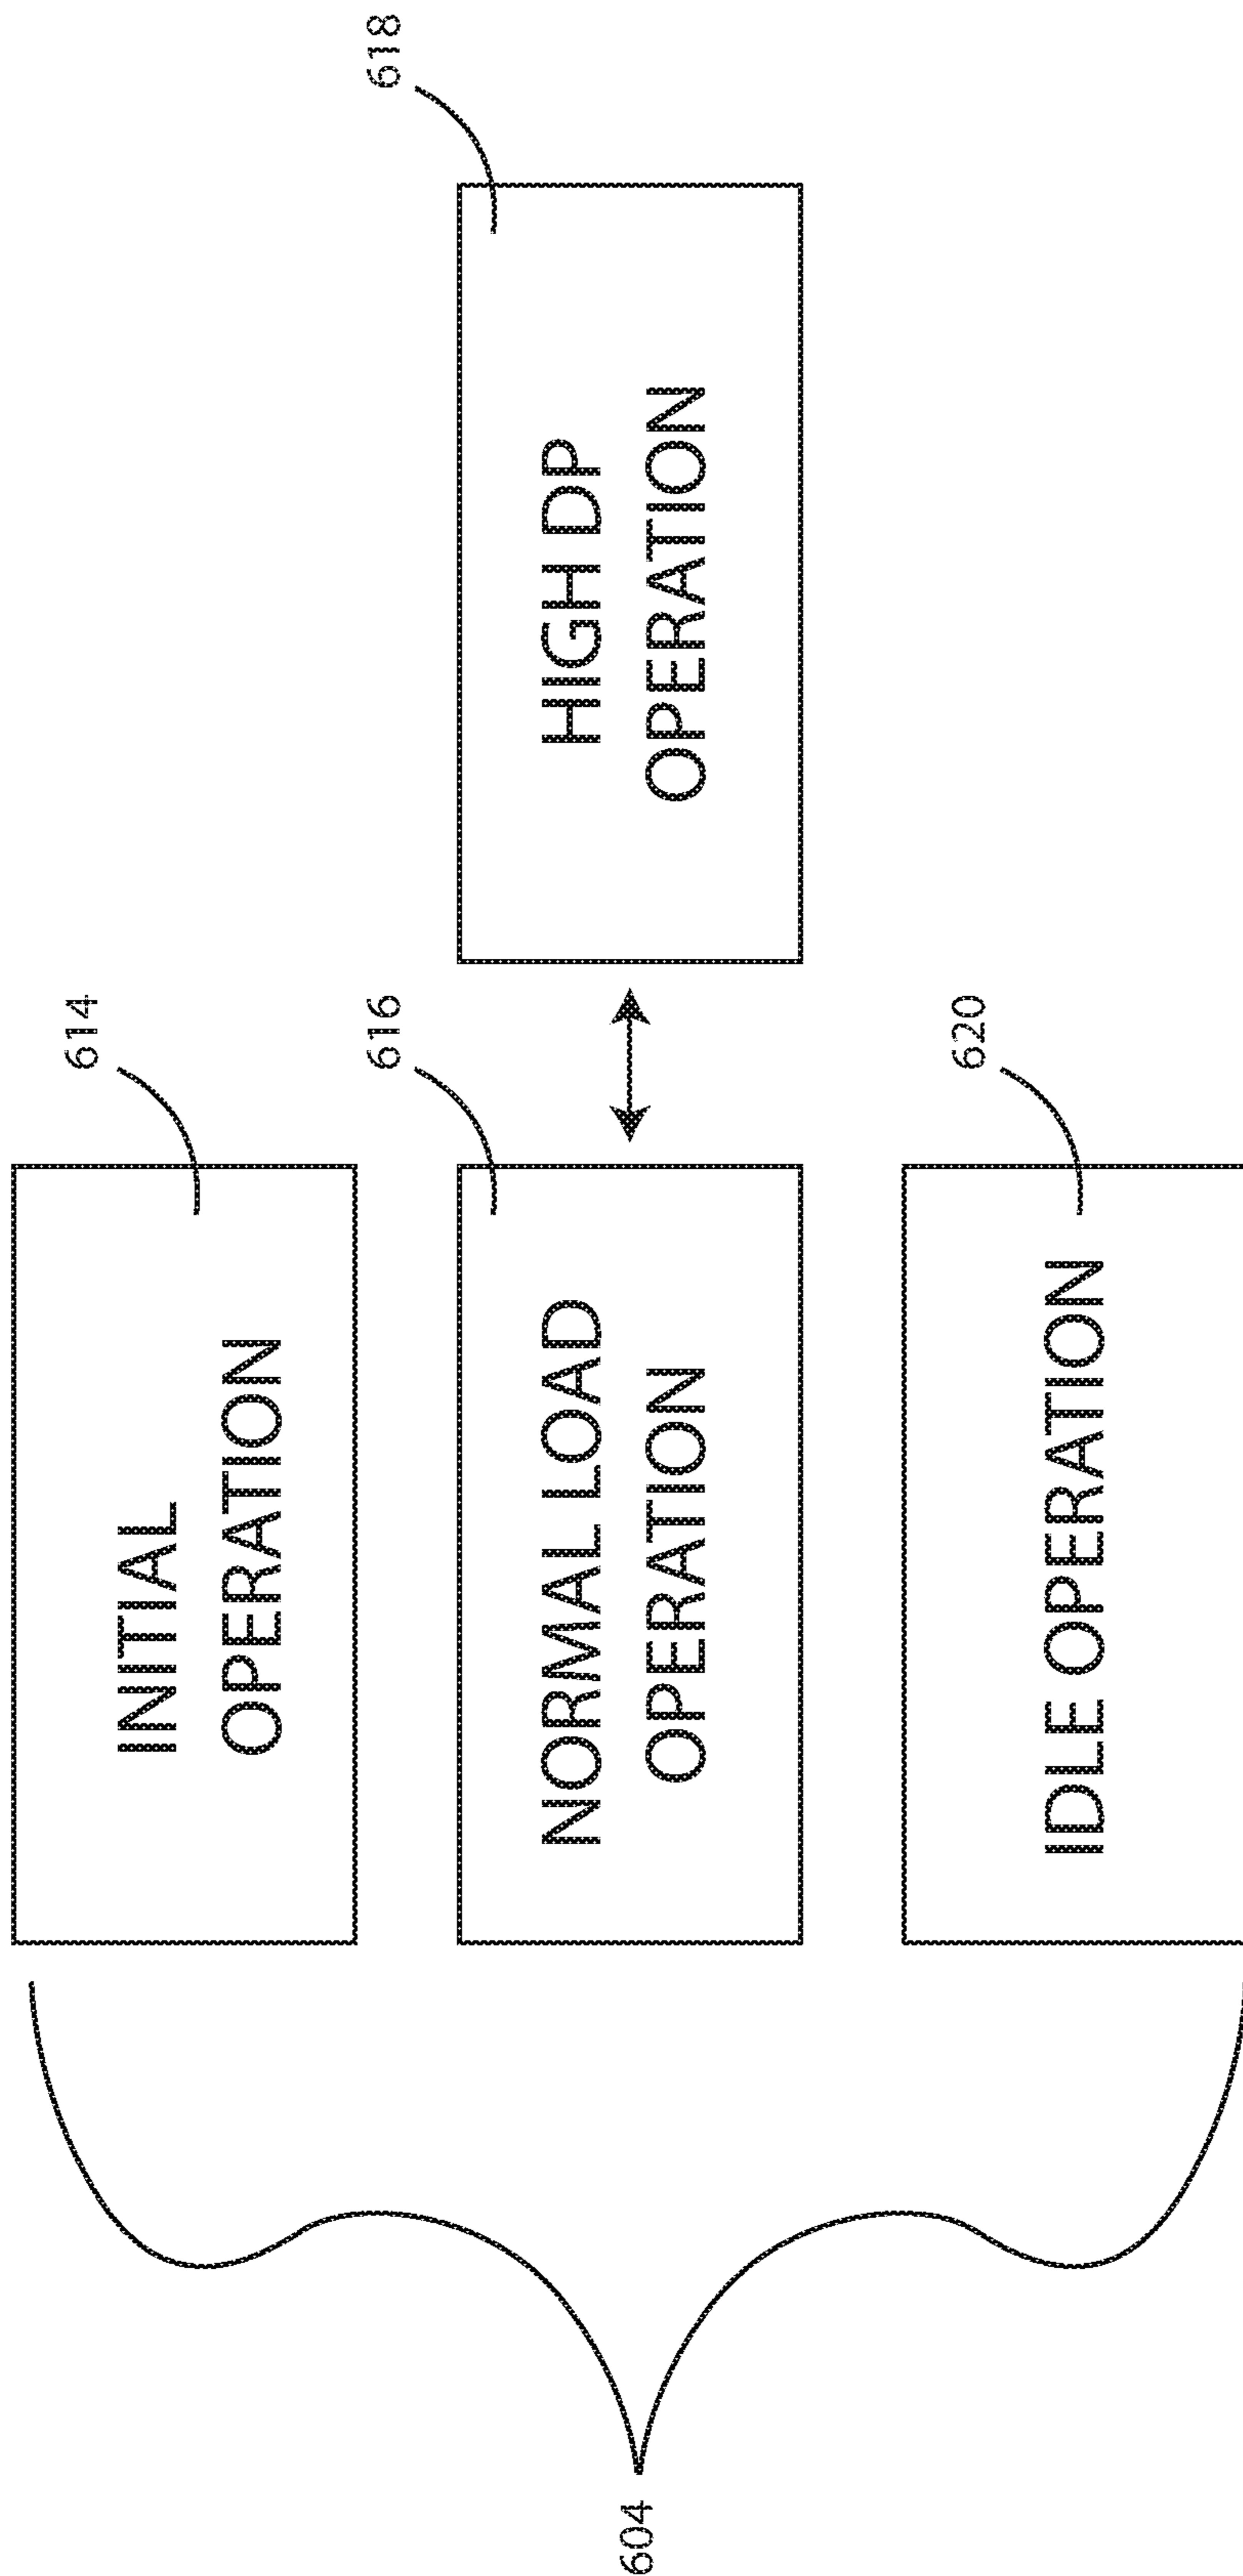 614
INITIAL
OPERATION
618
616
NORMAL LOAD
OPERATION
HIGH DP
OPERATION
604
620
IDLE OPERATION